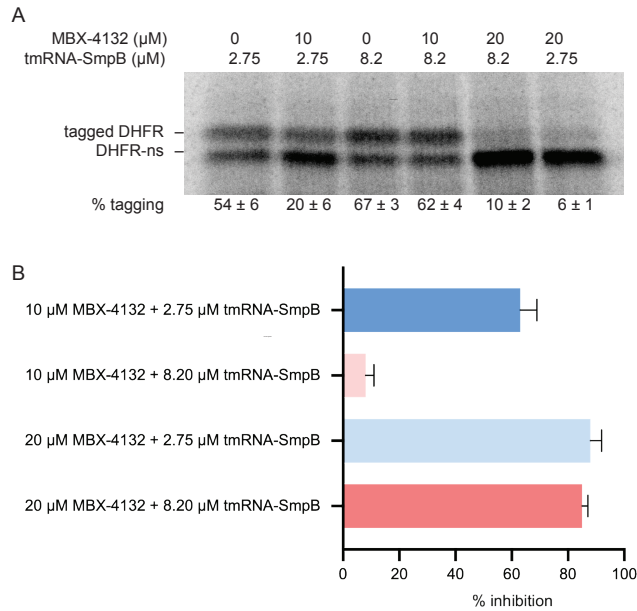 A
MBX-4132 (µM) 0 10 0 10 20 20
tmRNA-SmpB (µM) 2.75 2.75 8.2 8.2 8.2 2.75
tagged DHFR
DHFR-ns
% tagging 54 ± 6 20 ± 6 67 ± 3 62 ± 4 10 ± 2 6 ± 1
B
10 µM MBX-4132 + 2.75 µM tmRNA-SmpB
10 µM MBX-4132 + 8.20 µM tmRNA-SmpB
20 µM MBX-4132 + 2.75 µM tmRNA-SmpB
20 µM MBX-4132 + 8.20 µM tmRNA-SmpB
0 20 40 60 80 100
% inhibition